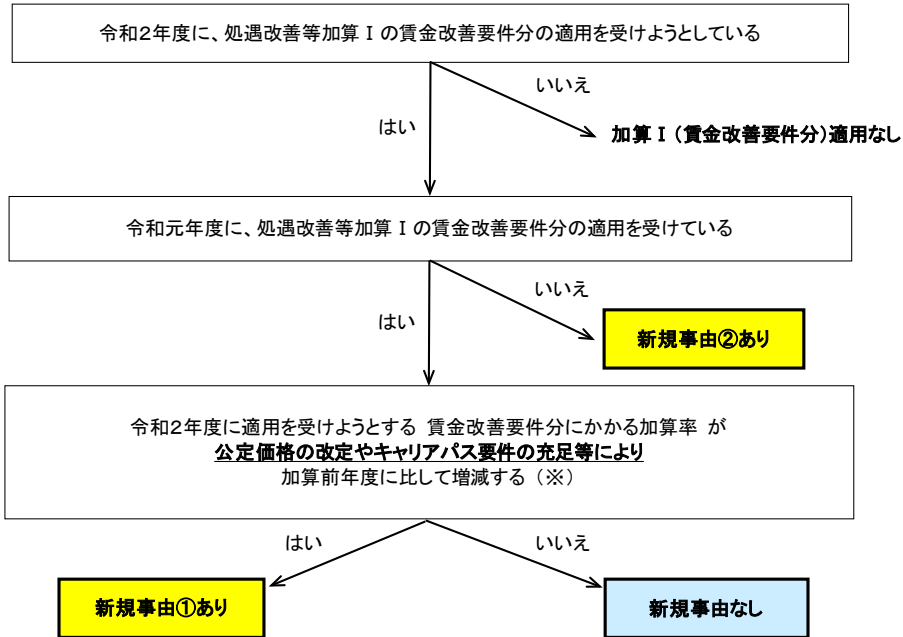 令和２年度に、処遇改善等加算Ⅰの賃金改善要件分の適用を受けようとしている
いいえ
はい
加算Ⅰ（賃金改善要件分）適用なし
令和元年度に、処遇改善等加算Ⅰの賃金改善要件分の適用を受けている
いいえ
はい
新規事由②あり
令和２年度に適用を受けようとする 賃金改善要件分にかかる加算率 が
公定価格の改定やキャリアパス要件の充足等により
加算前年度に比して増減する（※）
はい
いいえ
新規事由①あり
新規事由なし